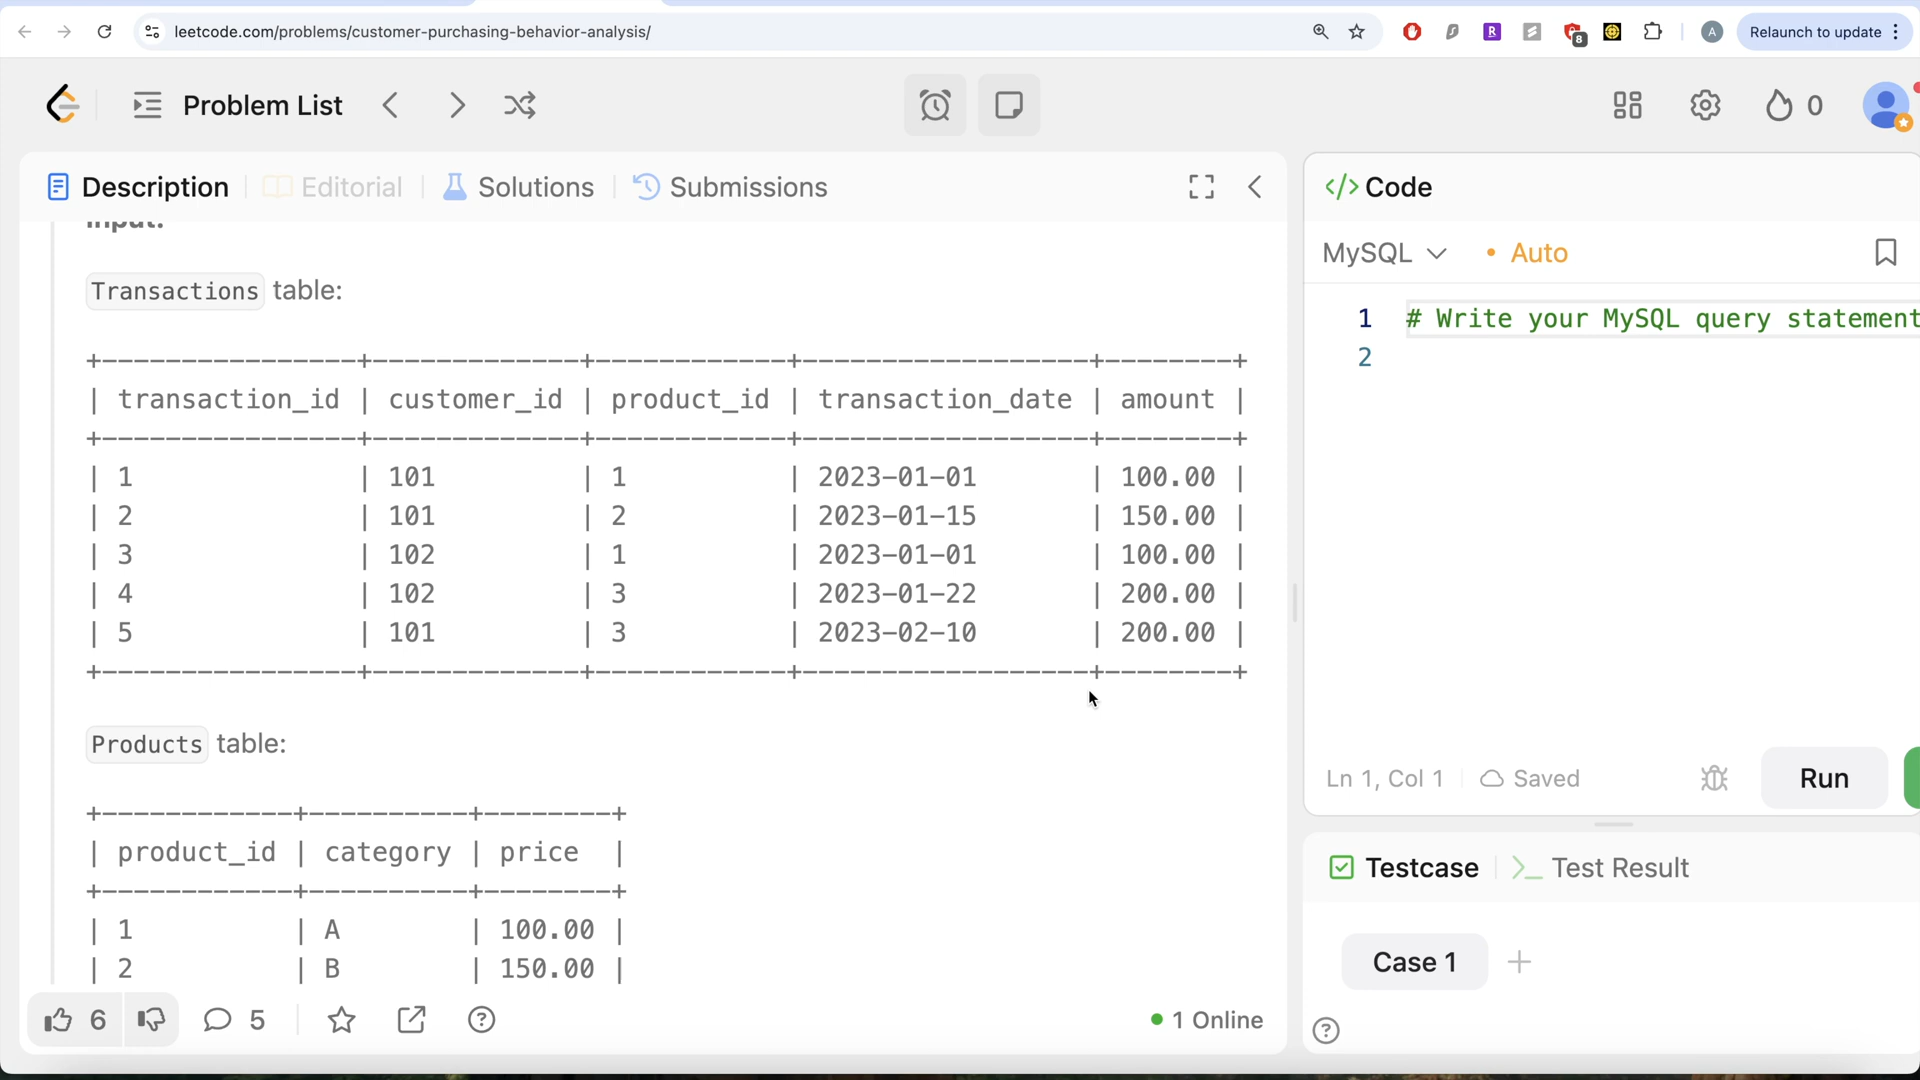 leetcode.com/problems/customer-purchasing-behavior-analysis/
8
A
Relaunch to update
Problem List
0
Description
Editorial
Solutions
Submissions
Input:
Transactions table:
+-----------------+--------------+-------------+-------------------+---------+
| transaction_id | customer_id | product_id | transaction_date | amount |
+-----------------+--------------+-------------+-------------------+---------+
| 1 | 101 | 1 | 2023-01-01 | 100.00 |
| 2 | 101 | 2 | 2023-01-15 | 150.00 |
| 3 | 102 | 1 | 2023-01-01 | 100.00 |
| 4 | 102 | 3 | 2023-01-22 | 200.00 |
| 5 | 101 | 3 | 2023-02-10 | 200.00 |
+-----------------+--------------+-------------+-------------------+---------+
Products table:
+-------------+-----------+---------+
| product_id | category | price |
+-------------+-----------+---------+
| 1 | A | 100.00 |
| 2 | B | 150.00 |
6
5
1 Online
</> Code
MySQL
Auto
1 # Write your MySQL query statement
2
Ln 1, Col 1
Saved
Run
Testcase
>_ Test Result
Case 1
+